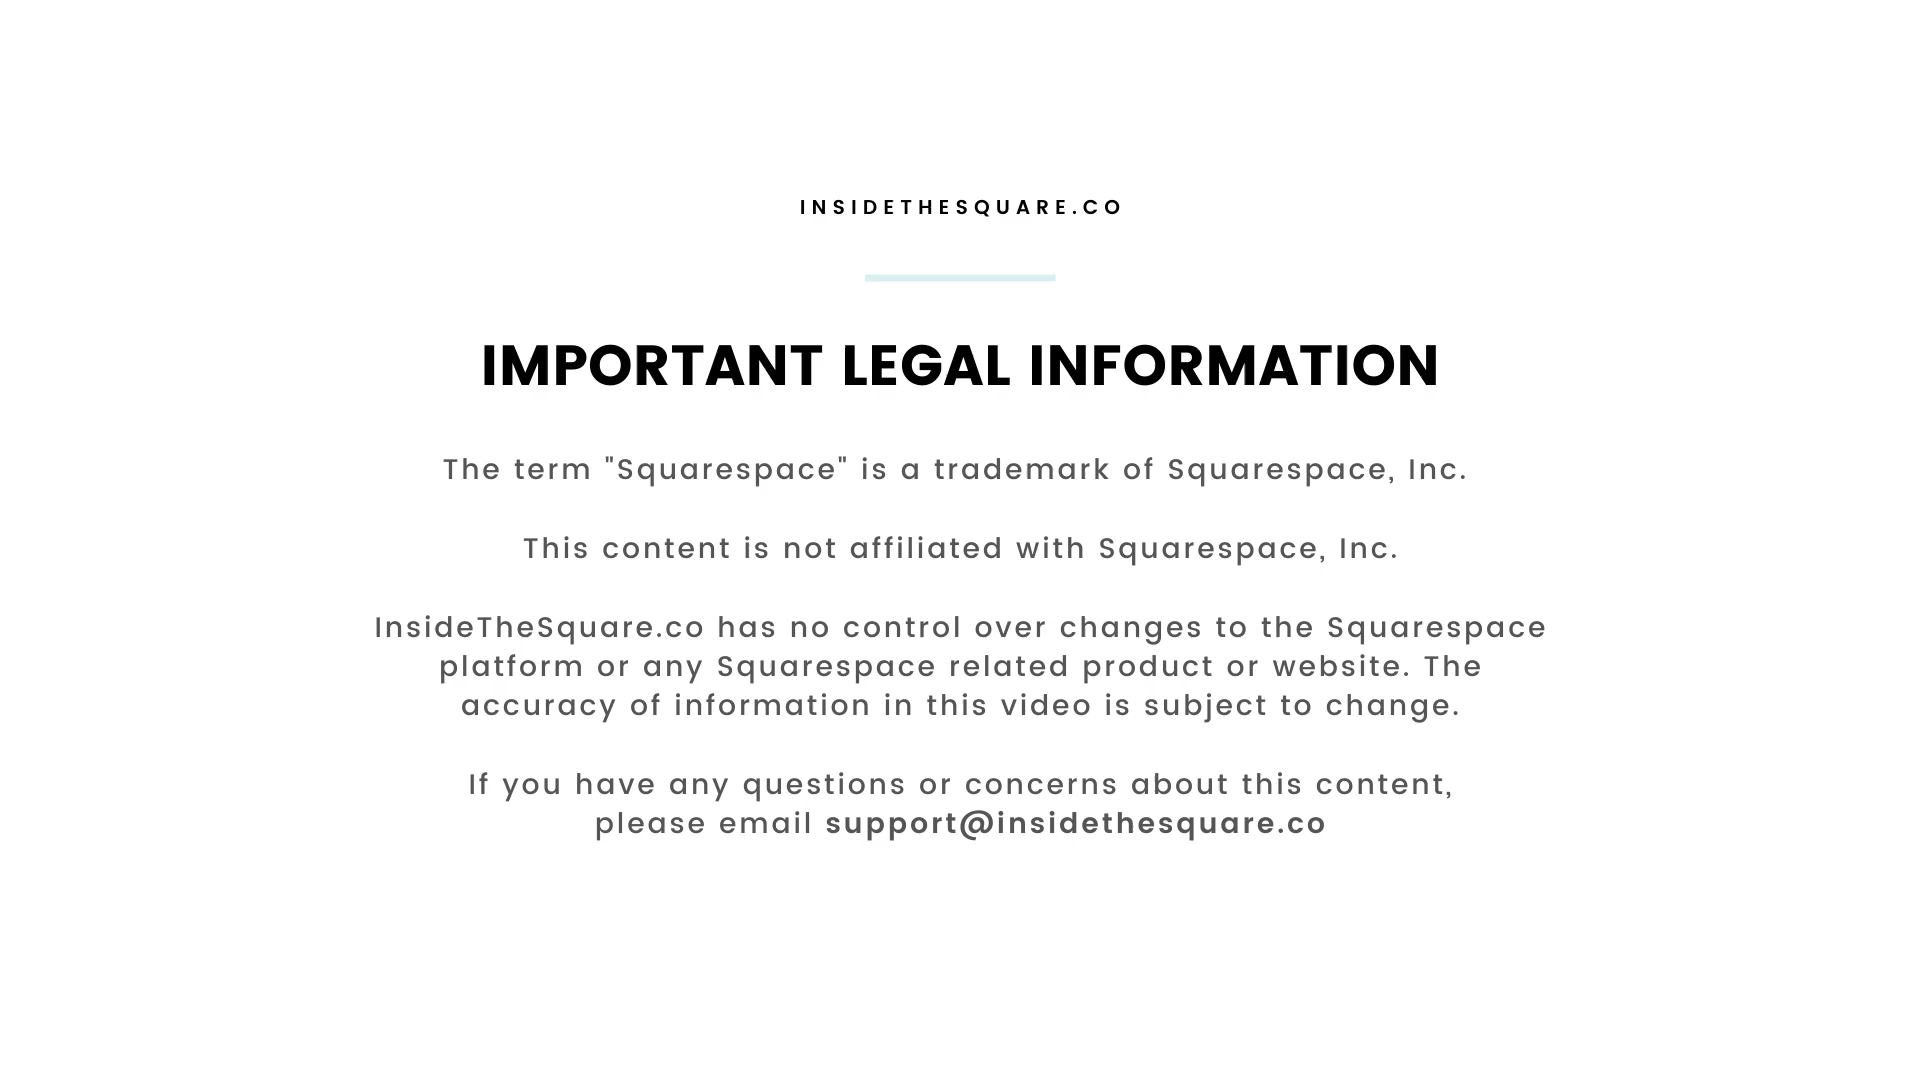 INSIDETHESQUARE.CO
IMPORTANT LEGAL INFORMATION
The term "Squarespace" is a trademark of Squarespace, Inc.
This content is not affiliated with Squarespace, Inc.
InsideTheSquare.co has no control over changes to the Squarespace
platform or any Squarespace related product or website. The
accuracy of information in this video is subject to change.
If you have any questions or concerns about this content,
please email support@insidethesquare.co